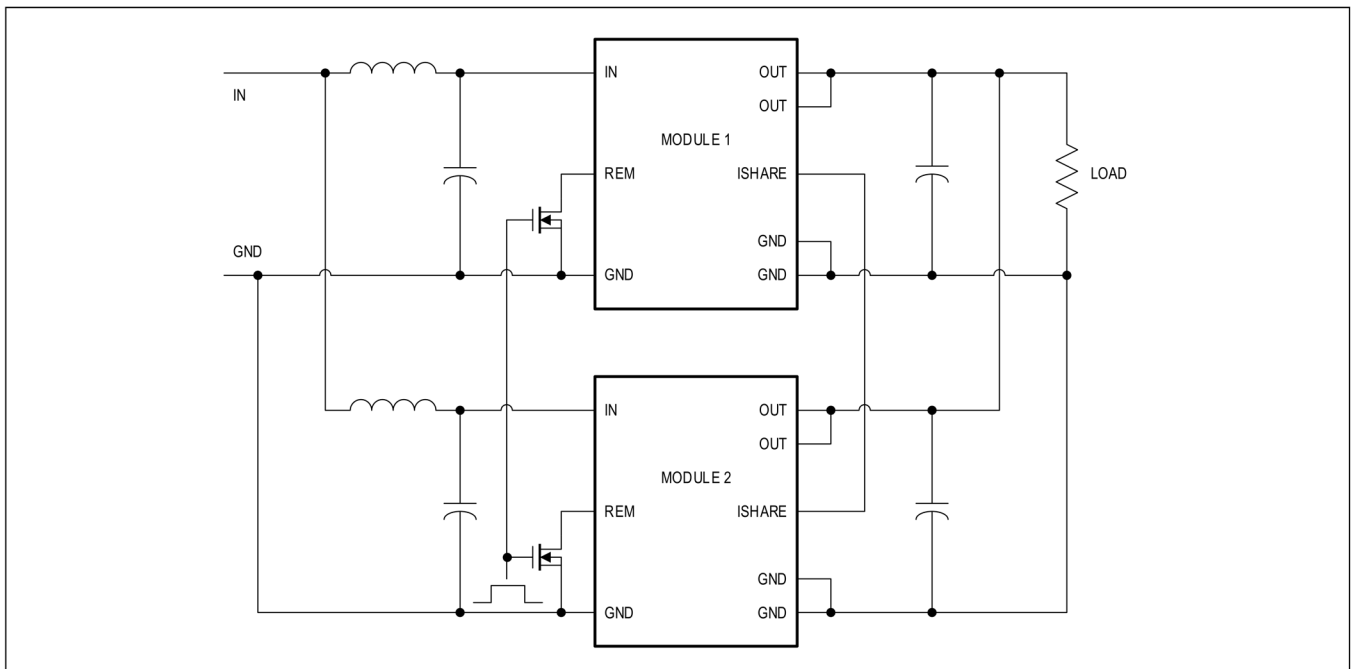 IN
GND
IN
REM
GND
MODULE 1
OUT
OUT
ISHARE
GND
GND
LOAD
IN
REM
GND
MODULE 2
OUT
OUT
ISHARE
GND
GND